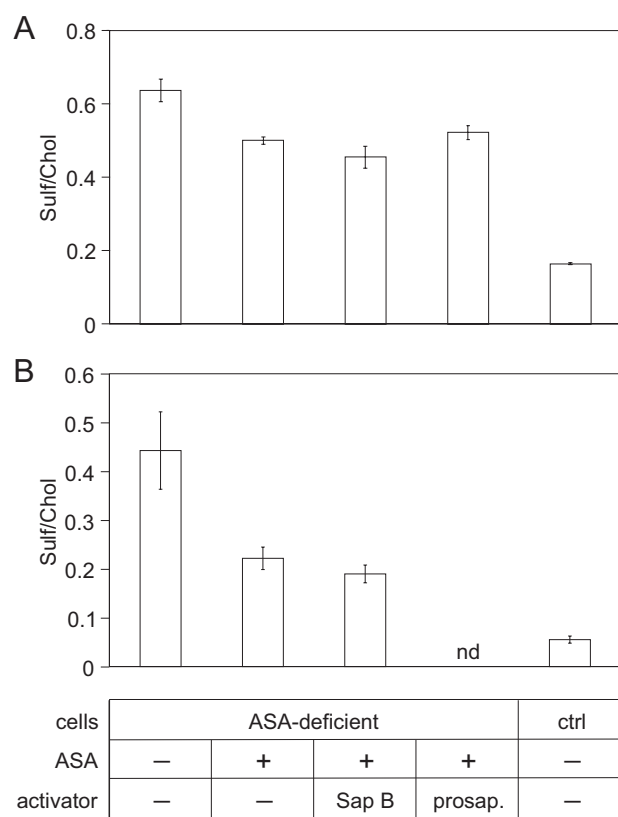 A
0.8
0.6
0.4
0.2
0
Sulf/Chol
B
0.6
0.5
0.4
0.3
0.2
0.1
0
Sulf/Chol
nd
cells ASA-deficient ctrl
ASA – + + + –
activator – – Sap B prosap. –